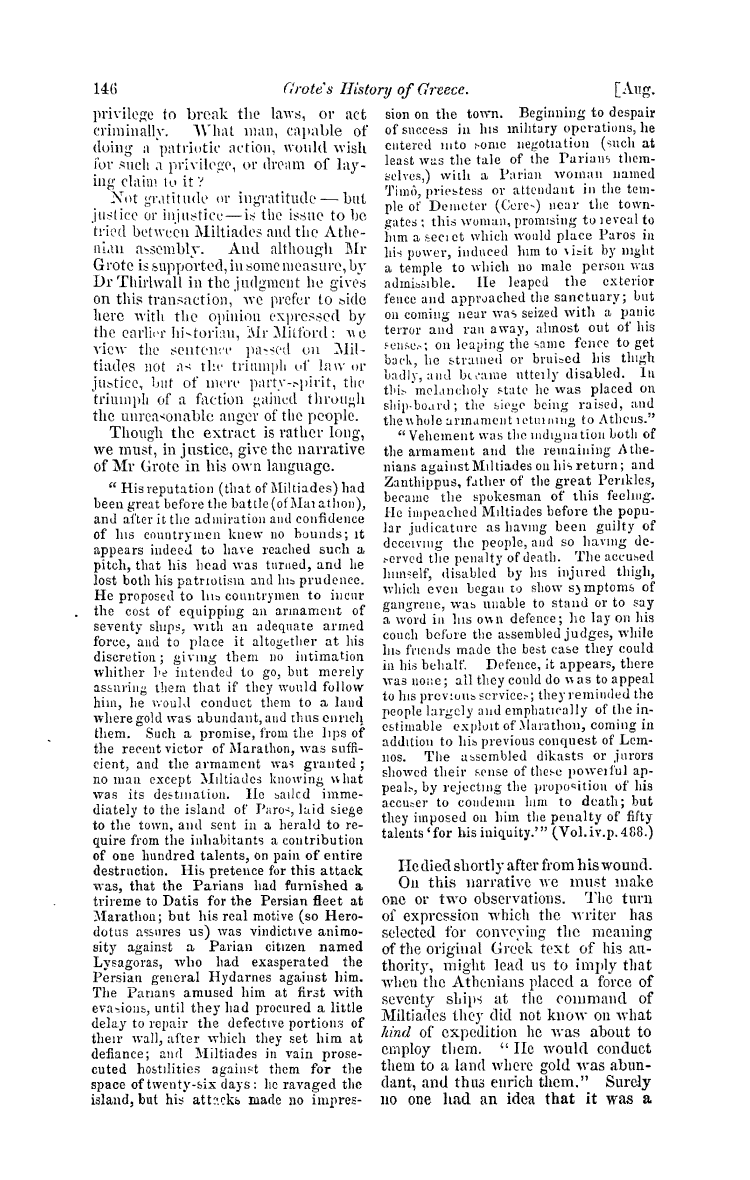 146 Grote's History of Greece. [Aug.
privilege to break the laws, or act
criminally. What man, capable of
doing a patriotic action, would wish
for such a privilege, or dream of lay-
ing claim to it?
Not gratitude or ingratitude—but
justice or injustice—is the issue to be
tried between Miltiades and the Athe-
nian assembly. And although Mr
Grote is supported, in some measure, by
Dr Thirlwall in the judgment he gives
on this transaction, we prefer to side
here with the opinion expressed by
the earlier historian, Mr Mitford: we
view the sentence passed on Mil-
tiades not as the triumph of law or
justice, but of mere party-spirit, the
triumph of a faction gained through
the unreasonable anger of the people.
Though the extract is rather long,
we must, in justice, give the narrative
of Mr Grote in his own language.
"His reputation (that of Miltiades) had
been great before the battle (of Marathon),
and after it the admiration and confidence
of his countrymen knew no bounds; it
appears indeed to have reached such a
pitch, that his head was turned, and he
lost both his patriotism and his prudence.
He proposed to his countrymen to incur
the cost of equipping an armament of
seventy ships, with an adequate armed
force, and to place it altogether at his
discretion; giving them no intimation
whither he intended to go, but merely
assuring them that if they would follow
him, he would conduct them to a land
where gold was abundant, and thus enrich
them. Such a promise, from the lips of
the recent victor of Marathon, was suffi-
cient, and the armament was granted;
no man except Miltiades knowing what
was its destination. He sailed imme-
diately to the island of Paros, laid siege
to the town, and sent in a herald to re-
quire from the inhabitants a contribution
of one hundred talents, on pain of entire
destruction. His pretence for this attack
was, that the Parians had furnished a
trireme to Datis for the Persian fleet at
Marathon; but his real motive (so Hero-
dotus assures us) was vindictive animo-
sity against a Parian citizen named
Lysagoras, who had exasperated the
Persian general Hydarnes against him.
The Parians amused him at first with
evasions, until they had procured a little
delay to repair the defective portions of
their wall, after which they set him at
defiance; and Miltiades in vain prose-
cuted hostilities against them for the
space of twenty-six days: he ravaged the
island, but his attacks made no impres-
sion on the town. Beginning to despair
of success in his military operations, he
entered into some negotiation (such at
least was the tale of the Parians them-
selves,) with a Parian woman named
Timô, priestess or attendant in the tem-
ple of Demeter (Ceres) near the town-
gates; this woman, promising to reveal to
him a secret which would place Paros in
his power, induced him to visit by night
a temple to which no male person was
admissible. He leaped the exterior
fence and approached the sanctuary; but
on coming near was seized with a panic
terror and ran away, almost out of his
senses; on leaping the same fence to get
back, he strained or bruised his thigh
badly, and became utterly disabled. In
this melancholy state he was placed on
ship-board; the siege being raised, and
the whole armament returning to Athens."
"Vehement was the indignation both of
the armament and the remaining Athe-
nians against Miltiades on his return; and
Zanthippus, father of the great Perikles,
became the spokesman of this feeling.
He impeached Miltiades before the popu-
lar judicature as having been guilty of
deceiving the people, and so having de-
served the penalty of death. The accused
himself, disabled by his injured thigh,
which even began to show symptoms of
gangrene, was unable to stand or to say
a word in his own defence; he lay on his
couch before the assembled judges, while
his friends made the best case they could
in his behalf. Defence, it appears, there
was none; all they could do was to appeal
to his previous services; they reminded the
people largely and emphatically of the in-
estimable exploit of Marathon, coming in
addition to his previous conquest of Lem-
nos. The assembled dikasts or jurors
showed their sense of these powerful ap-
peals, by rejecting the proposition of his
accuser to condemn him to death; but
they imposed on him the penalty of fifty
talents 'for his iniquity.'" (Vol. iv. p. 488.)
He died shortly after from his wound.
On this narrative we must make
one or two observations. The turn
of expression which the writer has
selected for conveying the meaning
of the original Greek text of his au-
thority, might lead us to imply that
when the Athenians placed a force of
seventy ships at the command of
Miltiades they did not know on what
kind of expedition he was about to
employ them. "He would conduct
them to a land where gold was abun-
dant, and thus enrich them." Surely
no one had an idea that it was a